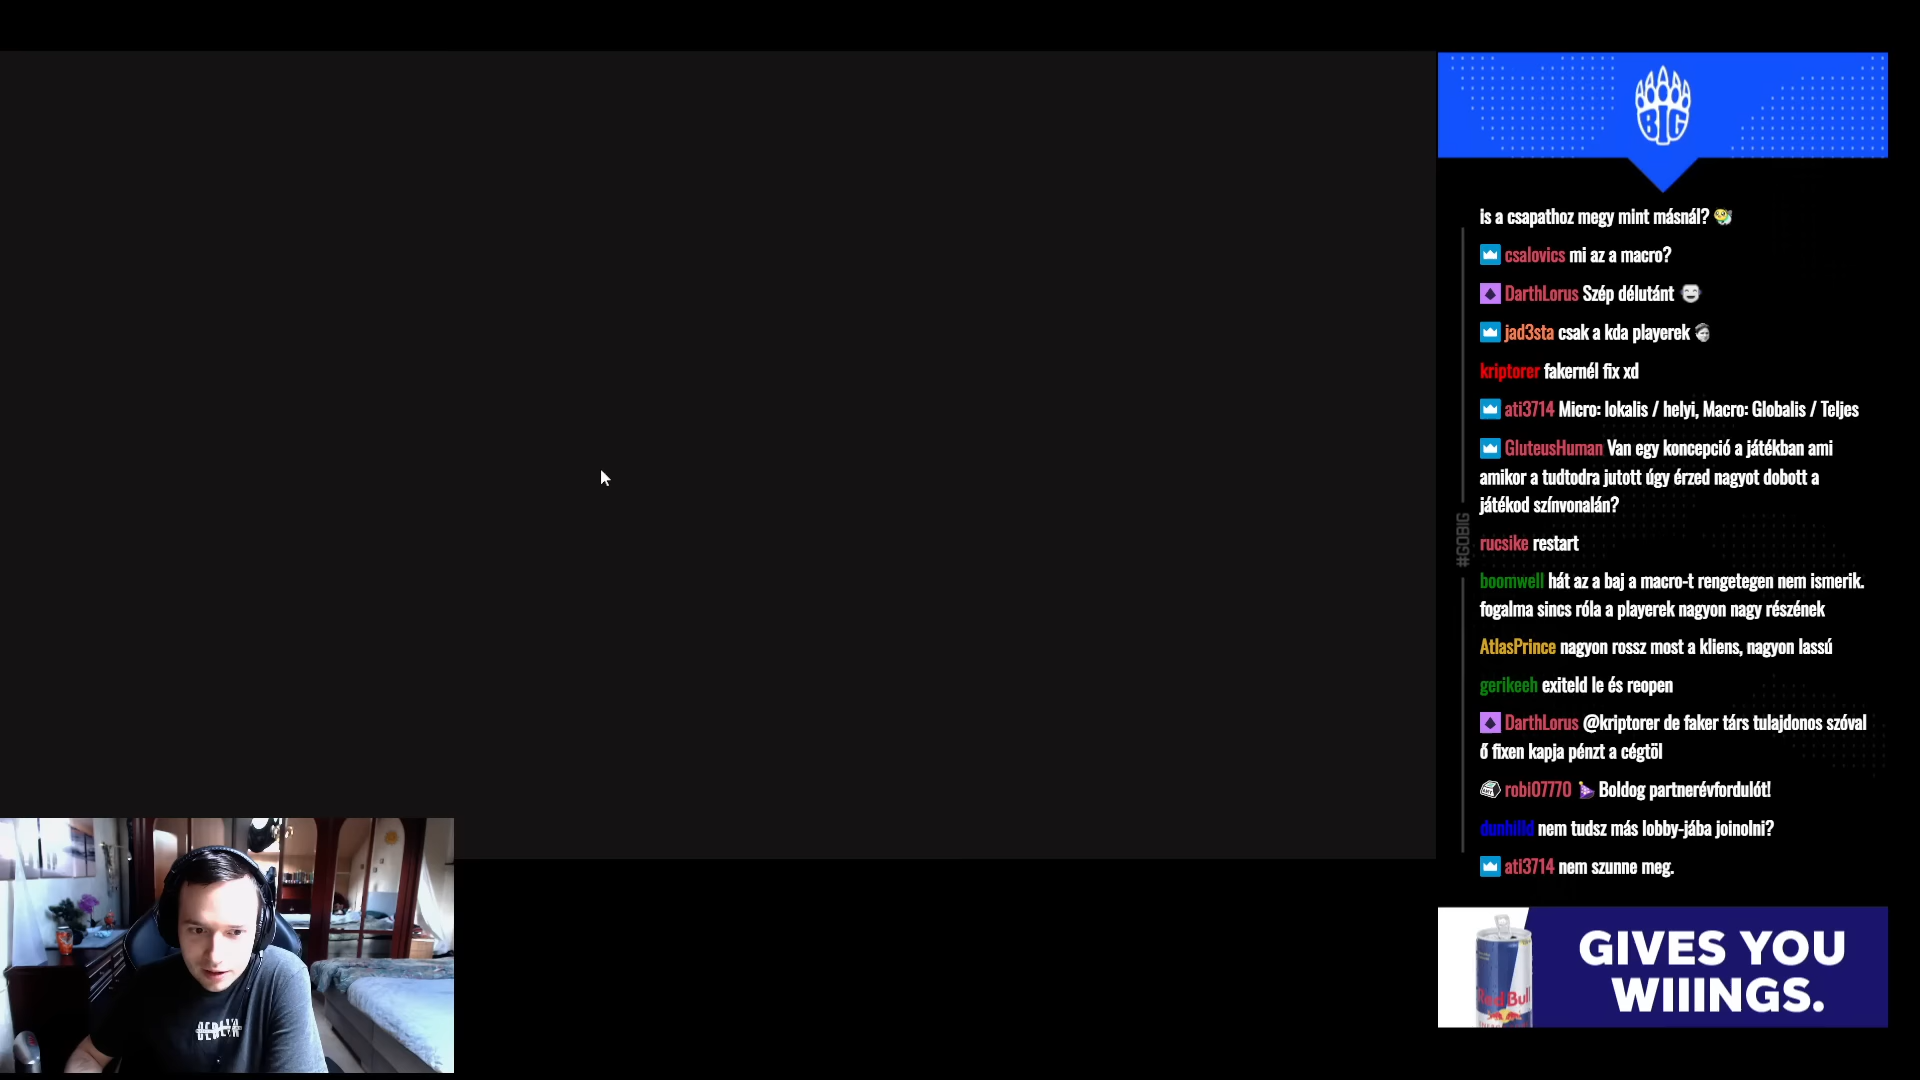 BIG
is a csapathoz megy mint másnál?
csalovics mi az a macro?
DarthLorus Szép délutánt
jad3sta csak a kda playerek
kriptorer fakernél fix xd
ati3714 Micro: lokalis / helyi, Macro: Globalis / Teljes
GluteusHuman Van egy koncepció a játékban ami
amikor a tudtodra jutott úgy érzed nagyot dobott a
játékod színvonalán?
#GOBIG
rucsike restart
boomwell hát az a baj a macro-t rengetegen nem ismerik.
fogalma sincs róla a playerek nagyon nagy részének
AtlasPrince nagyon rossz most a kliens, nagyon lassú
gerikeeh exiteld le és reopen
DarthLorus @kriptorer de faker társ tulajdonos szóval
ő fixen kapja pénzt a cégtöl
robi07770 Boldog partnerévfordulót!
dunhilld nem tudsz más lobby-jába joinolni?
ati3714 nem szunne meg.
BERLIN
Red Bull
GIVES YOU
WIIINGS.